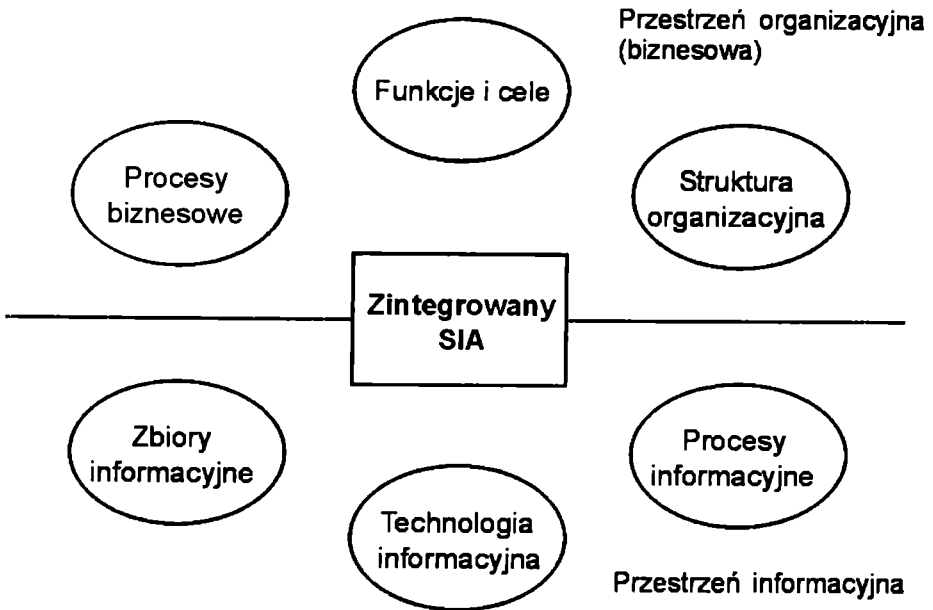 Przestrzeń organizacyjna
(biznesowa)
Funkcje i cele
Procesy
biznesowe
Struktura
organizacyjna
Zintegrowany
SIA
Zbiory
informacyjne
Procesy
informacyjne
Technologia
informacyjna
Przestrzeń informacyjna